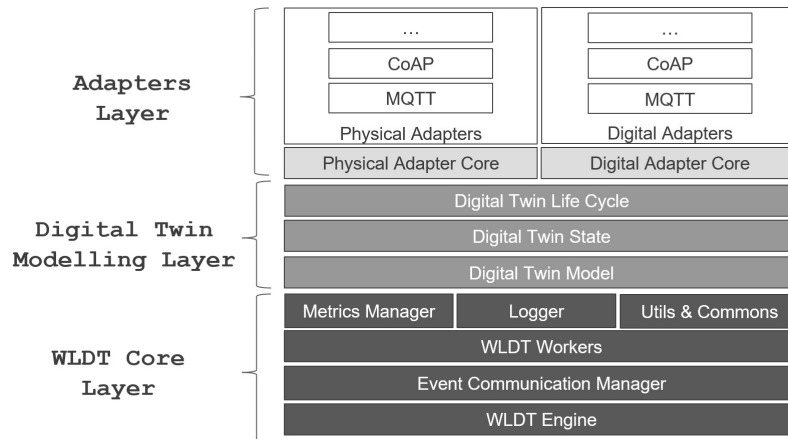 Adapters
Layer
…
CoAP
MQTT
Physical Adapters
…
CoAP
MQTT
Digital Adapters
Physical Adapter Core
Digital Adapter Core
Digital Twin
Modelling Layer
Digital Twin Life Cycle
Digital Twin State
Digital Twin Model
WLDT Core
Layer
Metrics Manager
Logger
Utils & Commons
WLDT Workers
Event Communication Manager
WLDT Engine